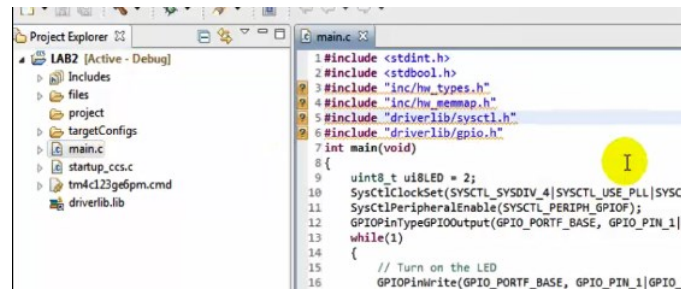 Project Explorer
LAB2 [Active - Debug]
Includes
files
project
targetConfigs
main.c
startup_ccs.c
tm4c123ge6pm.cmd
driverlib.lib
main.c
1 #include <stdint.h>
2 #include <stdbool.h>
3 #include "inc/hw_types.h"
4 #include "inc/hw_memmap.h"
5 #include "driverlib/sysctl.h"
6 #include "driverlib/gpio.h"
7 int main(void)
8 {
9 uint8_t ui8LED = 2;
10 SysCtlClockSet(SYSCTL_SYSDIV_4|SYSCTL_USE_PLL|SYSC
11 SysCtlPeripheralEnable(SYSCTL_PERIPH_GPIOF);
12 GPIOPinTypeGPIOOutput(GPIO_PORTF_BASE, GPIO_PIN_1|
13 while(1)
14 {
15 // Turn on the LED
16 GPIOPinWrite(GPIO_PORTF_BASE, GPIO_PIN_1|GPIO_